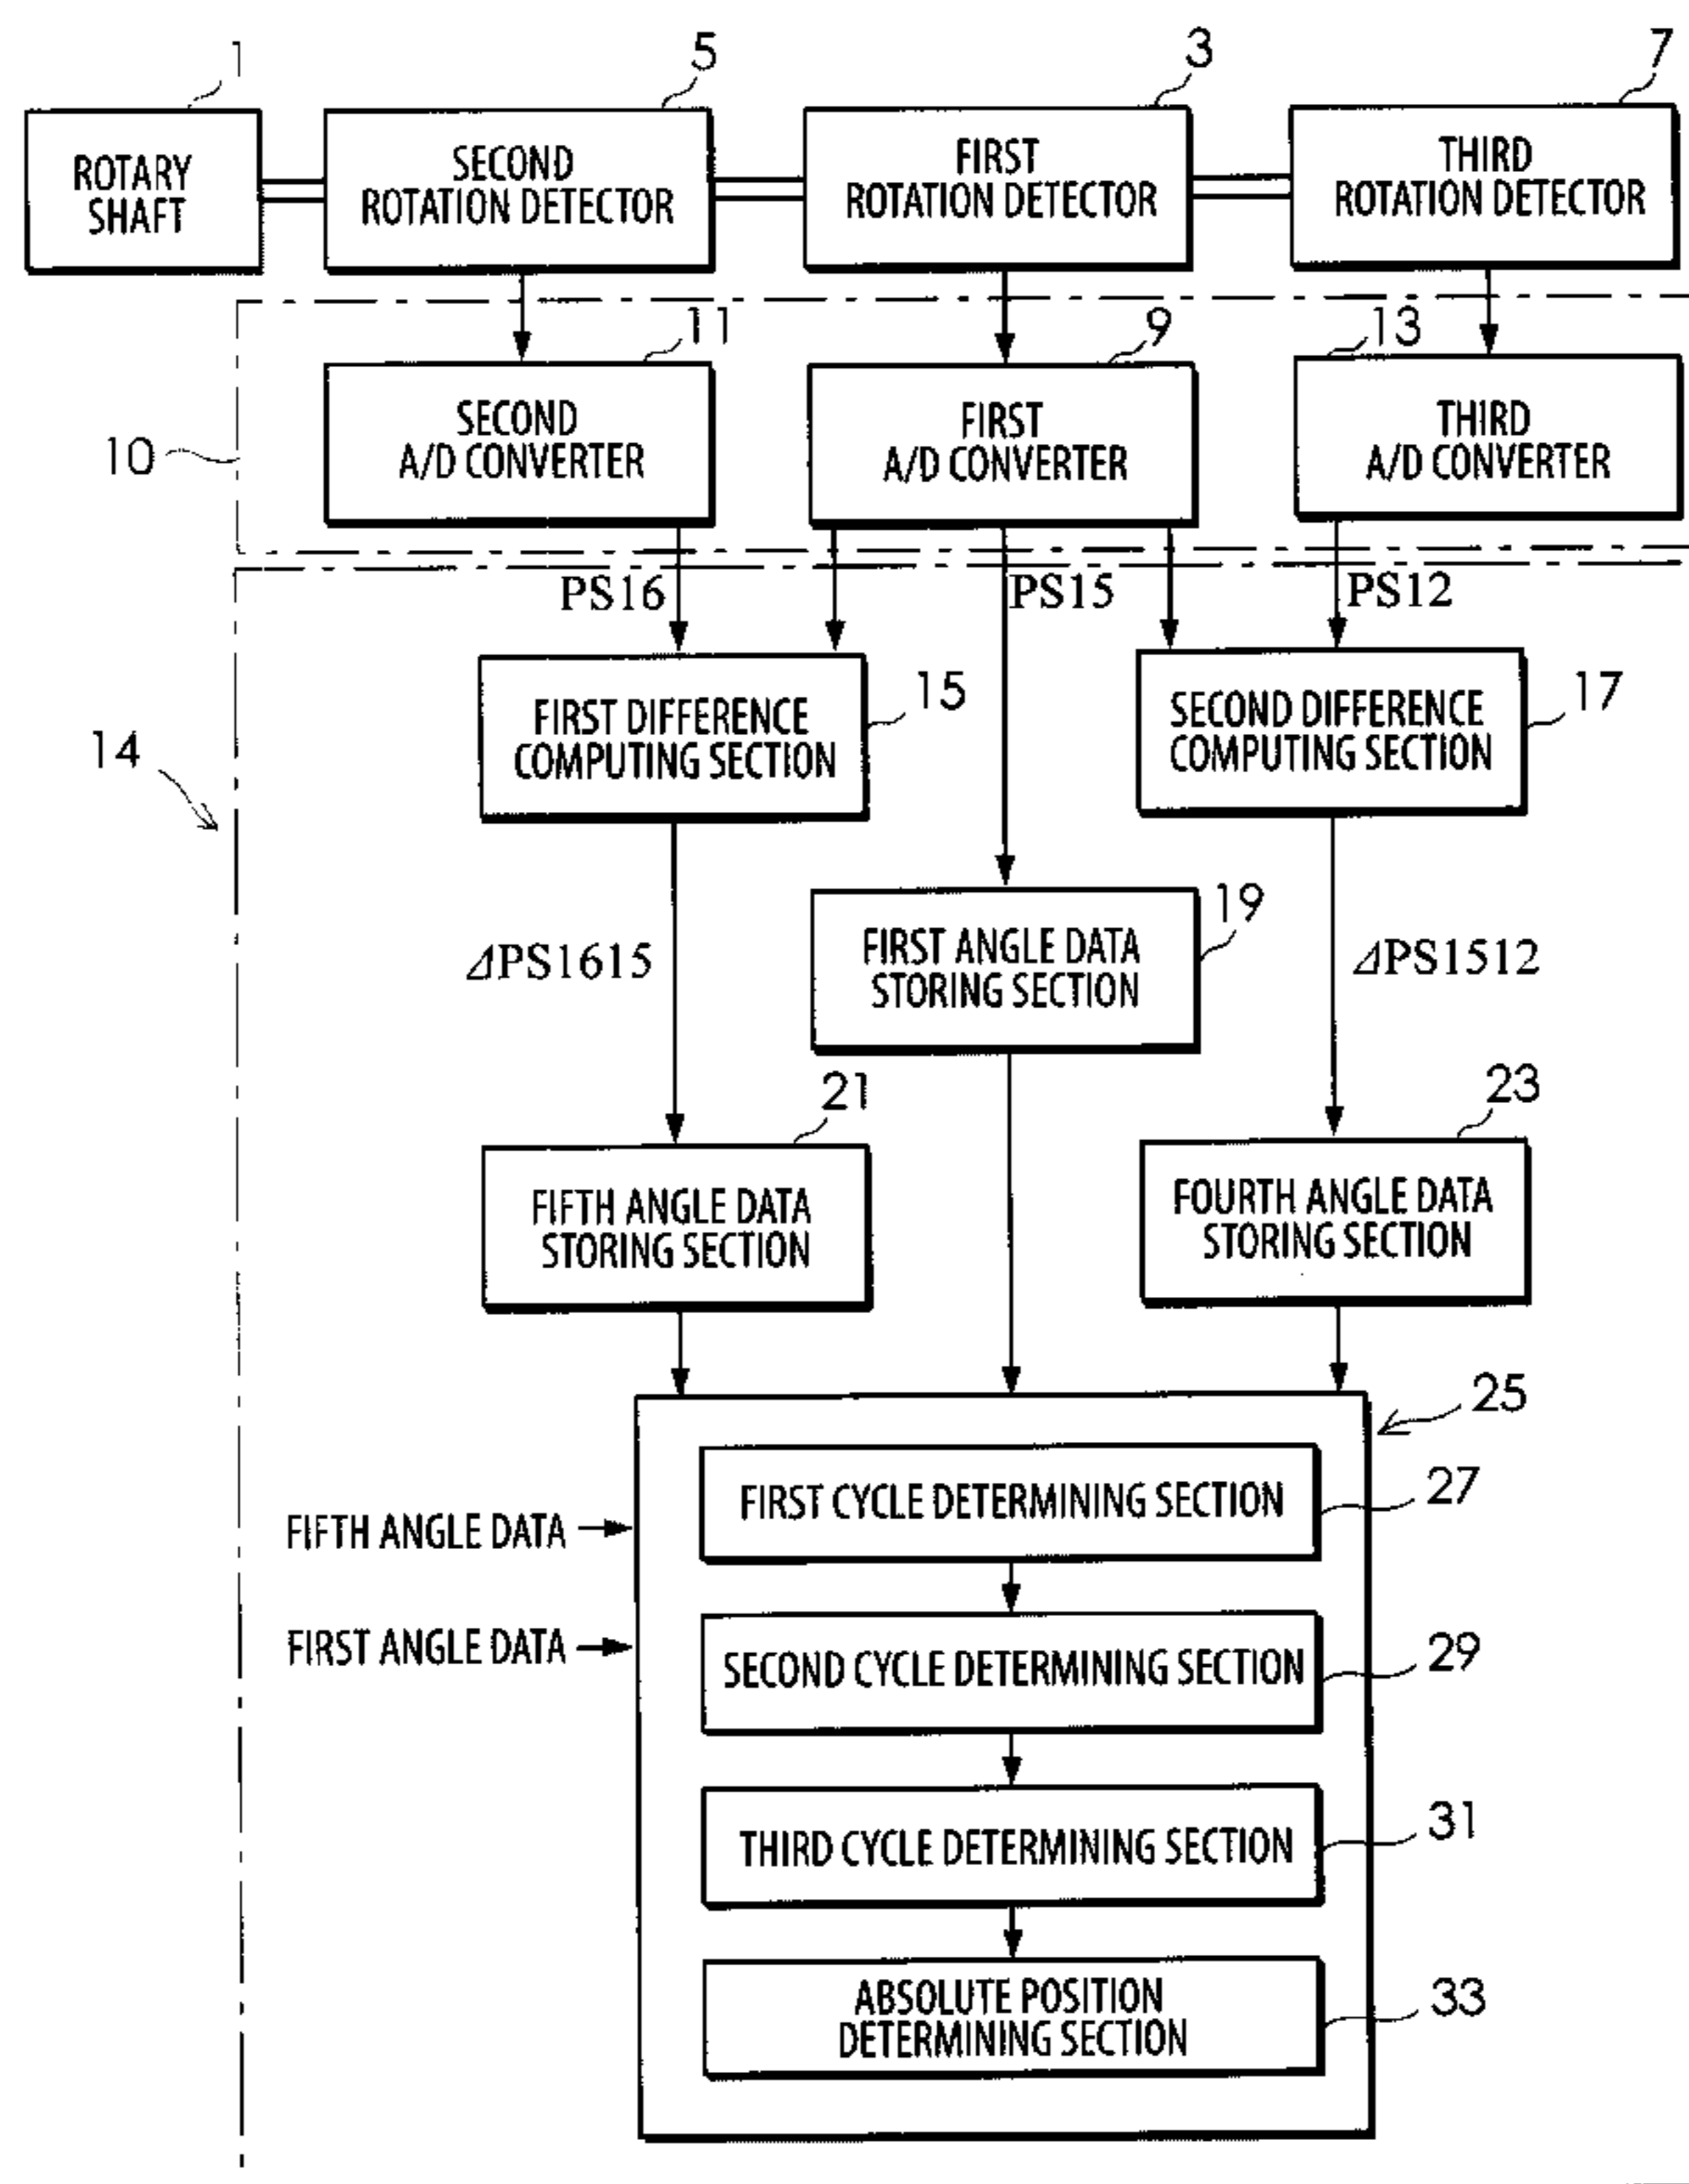 1
5
3
7
ROTARY
SHAFT
SECOND
ROTATION DETECTOR
FIRST
ROTATION DETECTOR
THIRD
ROTATION DETECTOR
11
9
13
10
SECOND
A/D CONVERTER
FIRST
A/D CONVERTER
THIRD
A/D CONVERTER
PS16
PS15
PS12
14
FIRST DIFFERENCE
COMPUTING SECTION
15
SECOND DIFFERENCE
COMPUTING SECTION
17
19
ΔPS1615
FIRST ANGLE DATA
STORING SECTION
ΔPS1512
21
23
FIFTH ANGLE DATA
STORING SECTION
FOURTH ANGLE DATA
STORING SECTION
25
FIRST CYCLE DETERMINING SECTION
27
FIFTH ANGLE DATA
FIRST ANGLE DATA
SECOND CYCLE DETERMINING SECTION
29
THIRD CYCLE DETERMINING SECTION
31
ABSOLUTE POSITION
DETERMINING SECTION
33